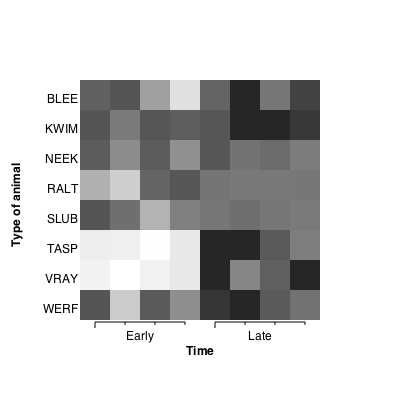 BLEE
KWIM
NEEK
RALT
SLUB
TASP
VRAY
WERF
Type of animal
Early Late
Time